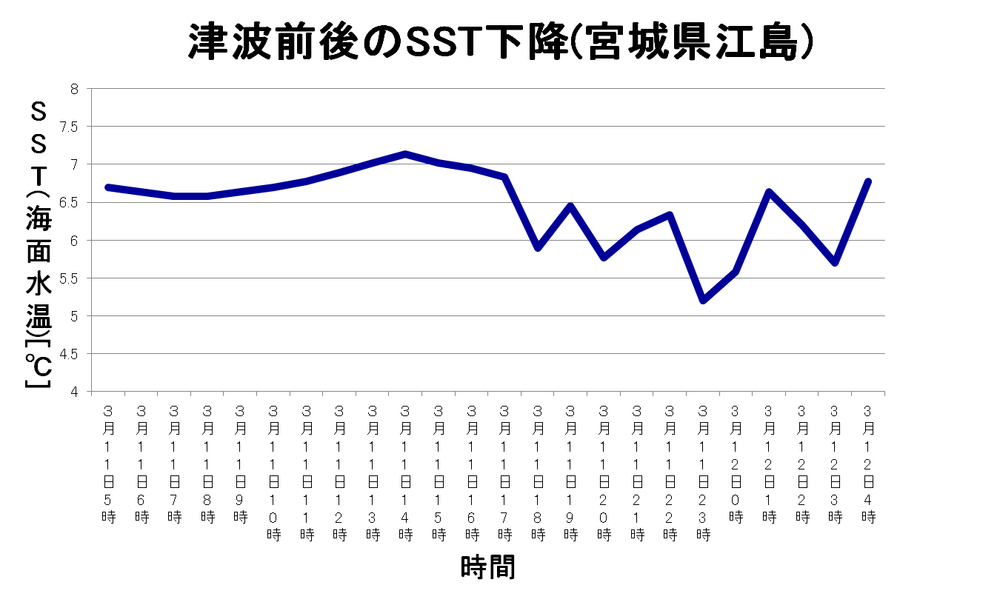 津波前後のSST下降(宮城県江島)
SST(海面水温)[℃]
8
7.5
7
6.5
6
5.5
5
4.5
4
3月11日5時
3月11日6時
3月11日7時
3月11日8時
3月11日9時
3月11日10時
3月11日11時
3月11日12時
3月11日13時
3月11日14時
3月11日15時
3月11日16時
3月11日17時
3月11日18時
3月11日19時
3月11日20時
3月11日21時
3月11日22時
3月11日23時
3月12日0時
3月12日1時
3月12日2時
3月12日3時
3月12日4時
時間